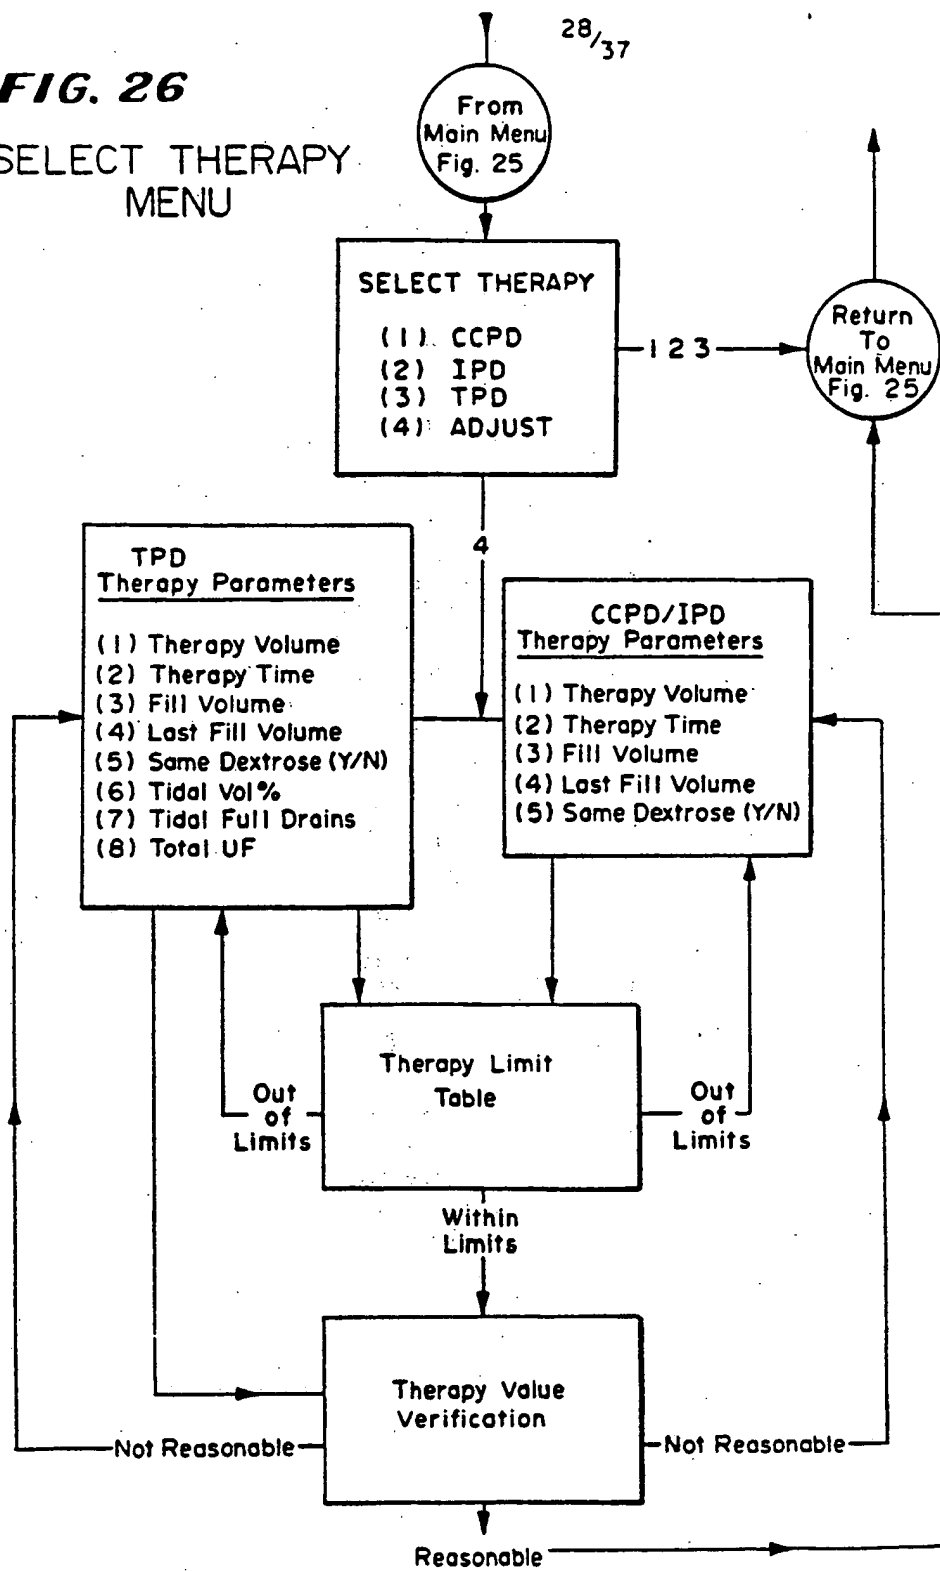 28/37
FIG. 26
SELECT THERAPY
MENU
From
Main Menu
Fig. 25
SELECT THERAPY
(1) CCPD
(2) IPD
(3) TPD
(4) ADJUST
1 2 3
Return
To
Main Menu
Fig. 25
4
TPD
Therapy Parameters
(1) Therapy Volume
(2) Therapy Time
(3) Fill Volume
(4) Last Fill Volume
(5) Same Dextrose (Y/N)
(6) Tidal Vol%
(7) Tidal Full Drains
(8) Total UF
CCPD/IPD
Therapy Parameters
(1) Therapy Volume
(2) Therapy Time
(3) Fill Volume
(4) Last Fill Volume
(5) Same Dextrose (Y/N)
Therapy Limit
Table
Out
of
Limits
Out
of
Limits
Within
Limits
Therapy Value
Verification
Not Reasonable
Not Reasonable
Reasonable